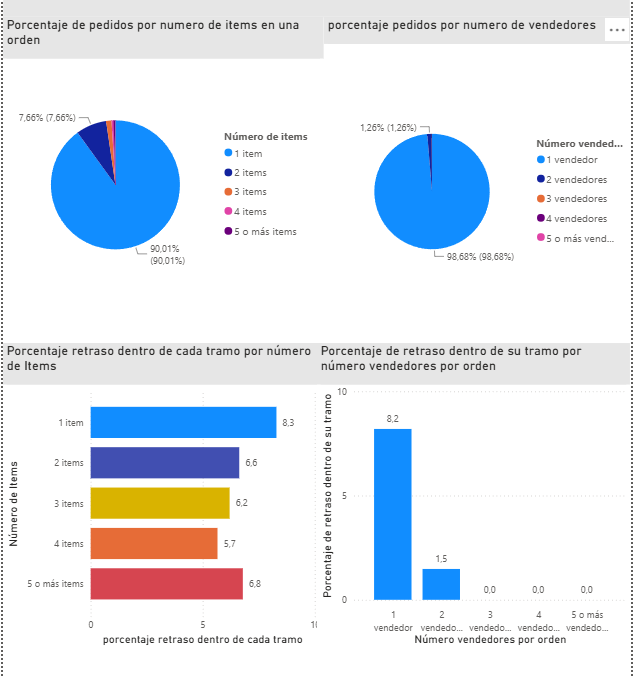 Porcentaje de pedidos por numero de items en una
orden
7,66% (7,66%)
90,01%
(90,01%)
Número de items
1 item
2 items
3 items
4 items
5 o más items
porcentaje pedidos por numero de vendedores
1,26% (1,26%)
98,68% (98,68%)
Número vended...
1 vendedor
2 vendedores
3 vendedores
4 vendedores
5 o más vend...
Porcentaje retraso dentro de cada tramo por número
de Items
Número de Items
1 item
8,3
2 items
6,6
3 items
6,2
4 items
5,7
5 o más items
6,8
0
5
10
porcentaje retraso dentro de cada tramo
Porcentaje de retraso dentro de su tramo por
número vendedores por orden
Porcentaje de retraso dentro de su tramo
10
5
0
8,2
1,5
0,0
0,0
0,0
1
vendedor
2
vendedo...
3
vendedo...
4
vendedo...
5 o más
vendedo...
Número vendedores por orden